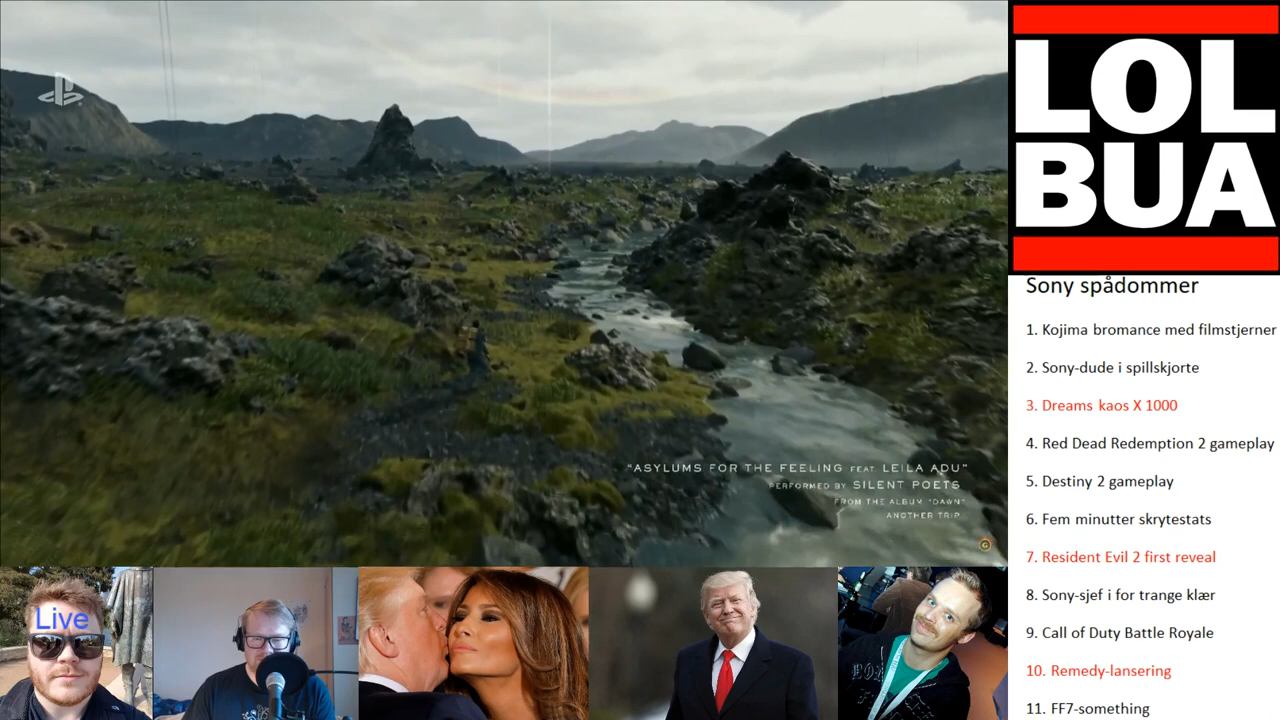 LOL
BUA
Sony spådommer
1. Kojima bromance med filmstjerner
2. Sony-dude i spillskjorte
3. Dreams kaos X 1000
4. Red Dead Redemption 2 gameplay
5. Destiny 2 gameplay
6. Fem minutter skrytestats
7. Resident Evil 2 first reveal
8. Sony-sjef i for trange klær
9. Call of Duty Battle Royale
10. Remedy-lansering
11. FF7-something
"ASYLUMS FOR THE FEELING FEAT. LEILA ADU"
PERFORMED BY SILENT POETS
FROM THE ALBUM "DAWN"
ANOTHER TRIP
G
Live